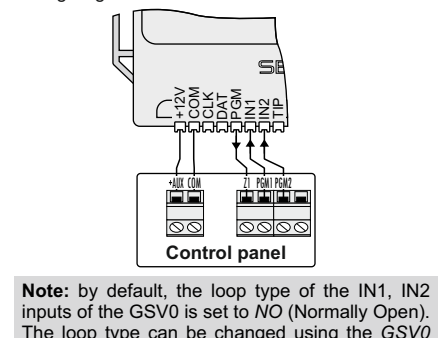 SE
+12V
COM
CLK
DAT
PGM
IN1
IN2
TIP
+AUX COM Z1 PGM1 PGM2
Control panel
Note: by default, the loop type of the IN1, IN2
inputs of the GSV0 is set to NO (Normally Open).
The loop type can be changed using the GSV0